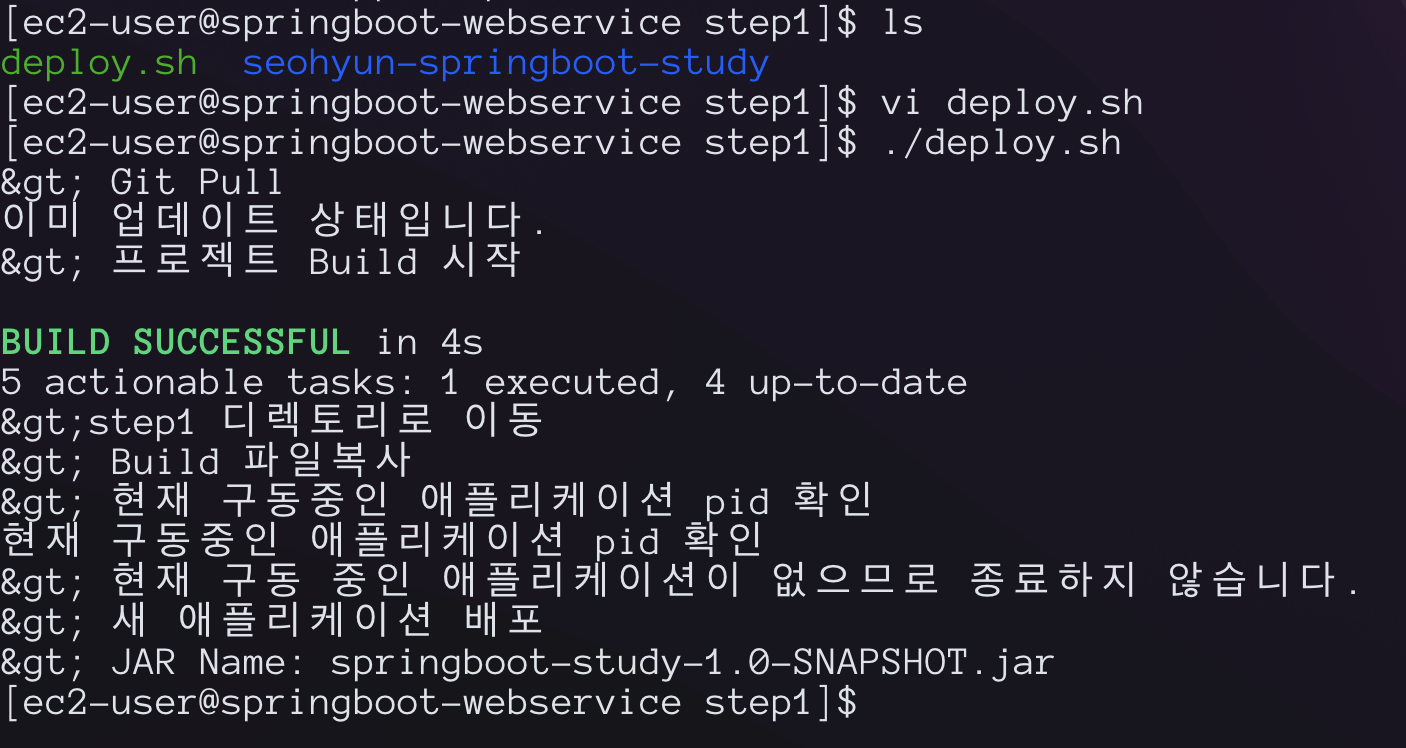 [ec2-user@springboot-webservice step1]$ ls
deploy.sh  seohyun-springboot-study
[ec2-user@springboot-webservice step1]$ vi deploy.sh
[ec2-user@springboot-webservice step1]$ ./deploy.sh
&gt; Git Pull
이미 업데이트 상태입니다.
&gt; 프로젝트 Build 시작

BUILD SUCCESSFUL in 4s
5 actionable tasks: 1 executed, 4 up-to-date
&gt;step1 디렉토리로 이동
&gt; Build 파일복사
&gt; 현재 구동중인 애플리케이션 pid 확인
현재 구동중인 애플리케이션 pid 확인
&gt; 현재 구동 중인 애플리케이션이 없으므로 종료하지 않습니다.
&gt; 새 애플리케이션 배포
&gt; JAR Name: springboot-study-1.0-SNAPSHOT.jar
[ec2-user@springboot-webservice step1]$